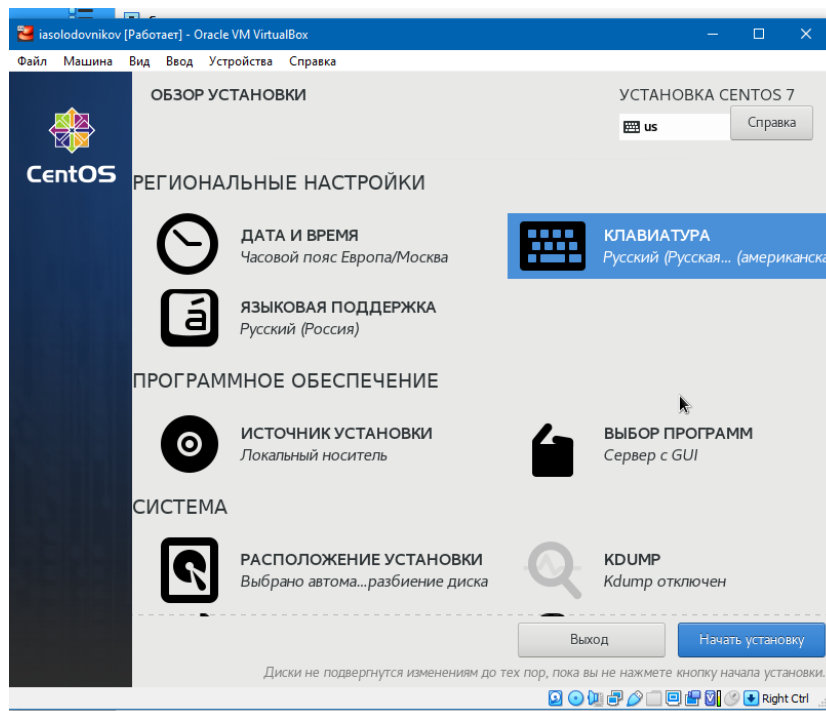 iasolodovnikov [Работает] - Oracle VM VirtualBox
Файл Машина Вид Ввод Устройства Справка
ОБЗОР УСТАНОВКИ
УСТАНОВКА CENTOS 7
us
Справка
CentOS
РЕГИОНАЛЬНЫЕ НАСТРОЙКИ
ДАТА И ВРЕМЯ
Часовой пояс Европа/Москва
КЛАВИАТУРА
Русский (Русская... (американска
ЯЗЫКОВАЯ ПОДДЕРЖКА
Русский (Россия)
ПРОГРАММНОЕ ОБЕСПЕЧЕНИЕ
ИСТОЧНИК УСТАНОВКИ
Локальный носитель
ВЫБОР ПРОГРАММ
Сервер с GUI
СИСТЕМА
РАСПОЛОЖЕНИЕ УСТАНОВКИ
Выбрано автома...разбиение диска
KDUMP
Kdump отключен
Выход
Начать установку
Диски не подвергнутся изменениям до тех пор, пока вы не нажмете кнопку начала установки.
Right Ctrl